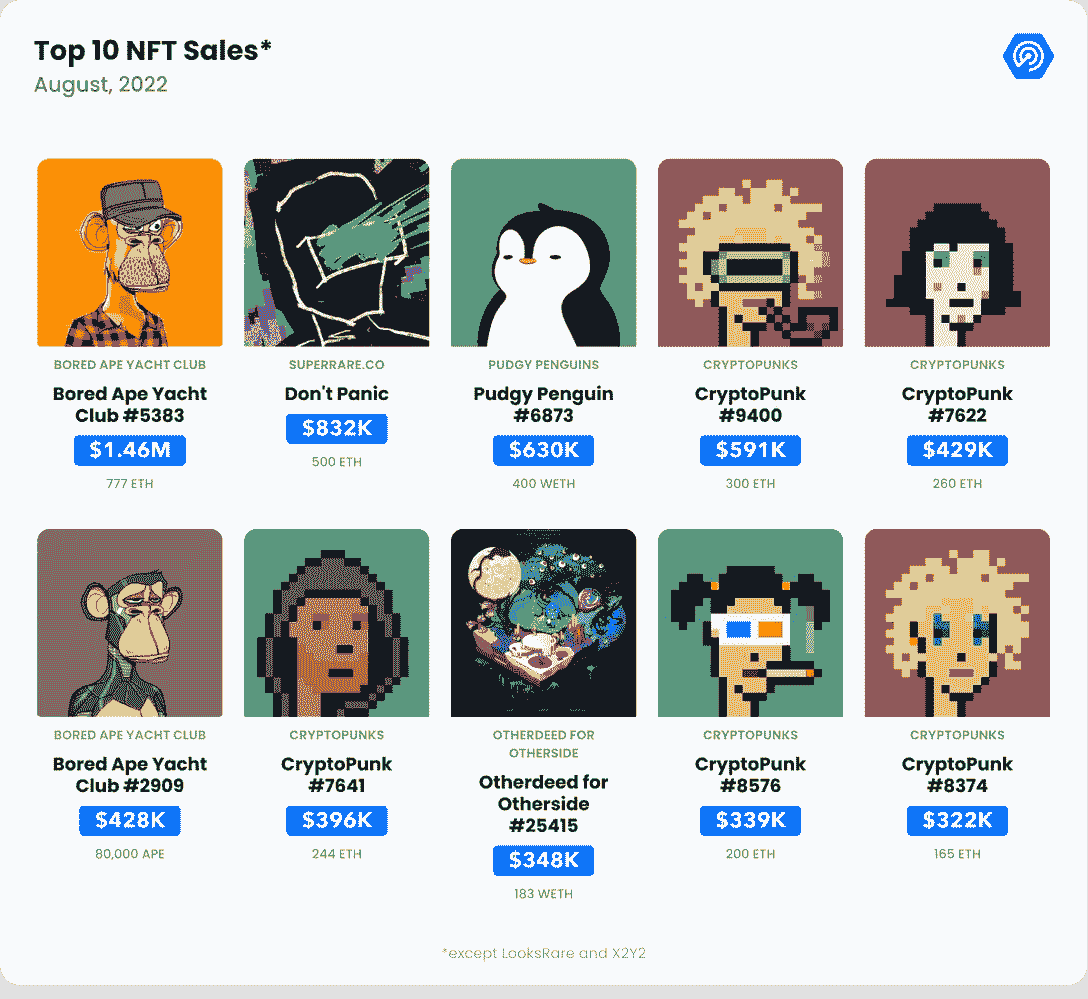 Top 10 NFT Sales*
August, 2022
BORED APE YACHT CLUB
Bored Ape Yacht
Club #5383
$1.46M
777 ETH
SUPERRARE.CO
Don't Panic
$832K
500 ETH
PUDGY PENGUINS
Pudgy Penguin
#6873
$630K
400 WETH
CRYPTOPUNKS
CryptoPunk
#9400
$591K
300 ETH
CRYPTOPUNKS
CryptoPunk
#7622
$429K
260 ETH
BORED APE YACHT CLUB
Bored Ape Yacht
Club #2909
$428K
80,000 APE
CRYPTOPUNKS
CryptoPunk
#7641
$396K
244 ETH
OTHERDEED FOR
OTHERSIDE
Otherdeed for
Otherside
#25415
$348K
183 WETH
CRYPTOPUNKS
CryptoPunk
#8576
$339K
200 ETH
CRYPTOPUNKS
CryptoPunk
#8374
$322K
165 ETH
*except LooksRare and X2Y2